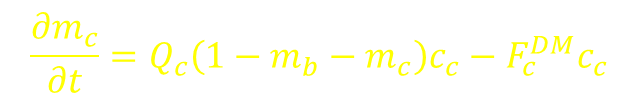 ∂m_c/∂t = Q_c(1 − m_b − m_c)c_c − F_c^{DM} c_c